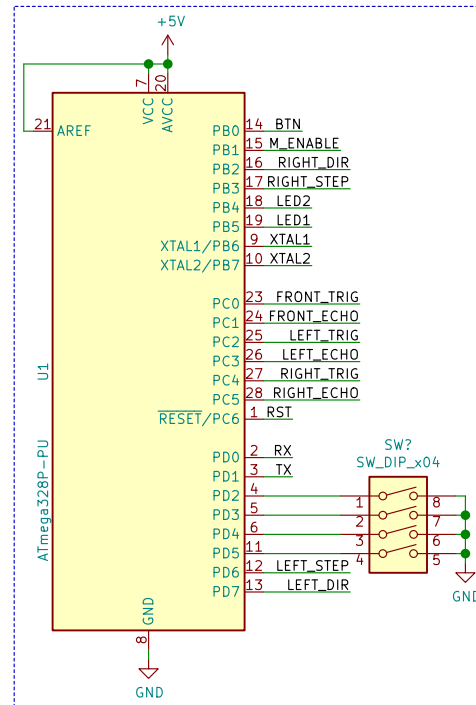 +5V
7
20
VCC
AVCC
21
AREF
PB0 14 BTN
PB1 15 M_ENABLE
PB2 16 RIGHT_DIR
PB3 17 RIGHT_STEP
PB4 18 LED2
PB5 19 LED1
XTAL1/PB6 9 XTAL1
XTAL2/PB7 10 XTAL2
PC0 23 FRONT_TRIG
PC1 24 FRONT_ECHO
PC2 25 LEFT_TRIG
PC3 26 LEFT_ECHO
PC4 27 RIGHT_TRIG
PC5 28 RIGHT_ECHO
RESET/PC6 1 RST
PD0 2 RX
PD1 3 TX
PD2 4
PD3 5
PD4 6
PD5 11
PD6 12 LEFT_STEP
PD7 13 LEFT_DIR
U1
ATmega328P-PU
SW?
SW_DIP_x04
1 8
2 7
3 6
4 5
GND
GND
8
GND